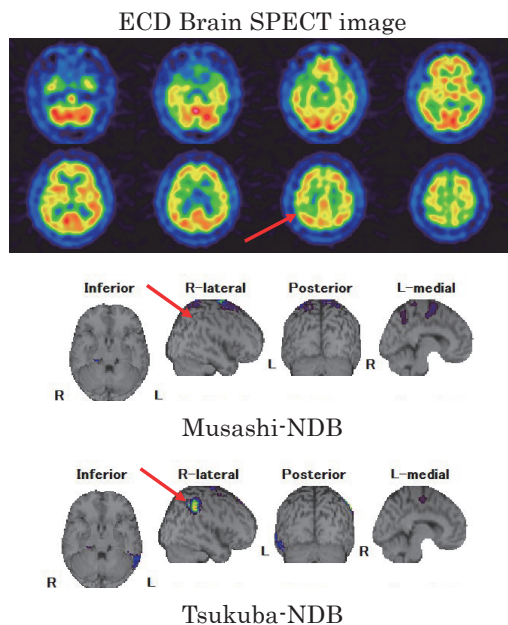 ECD Brain SPECT image
Inferior R-lateral Posterior L-medial
R L L R
Musashi-NDB
Inferior R-lateral Posterior L-medial
R L L R
Tsukuba-NDB